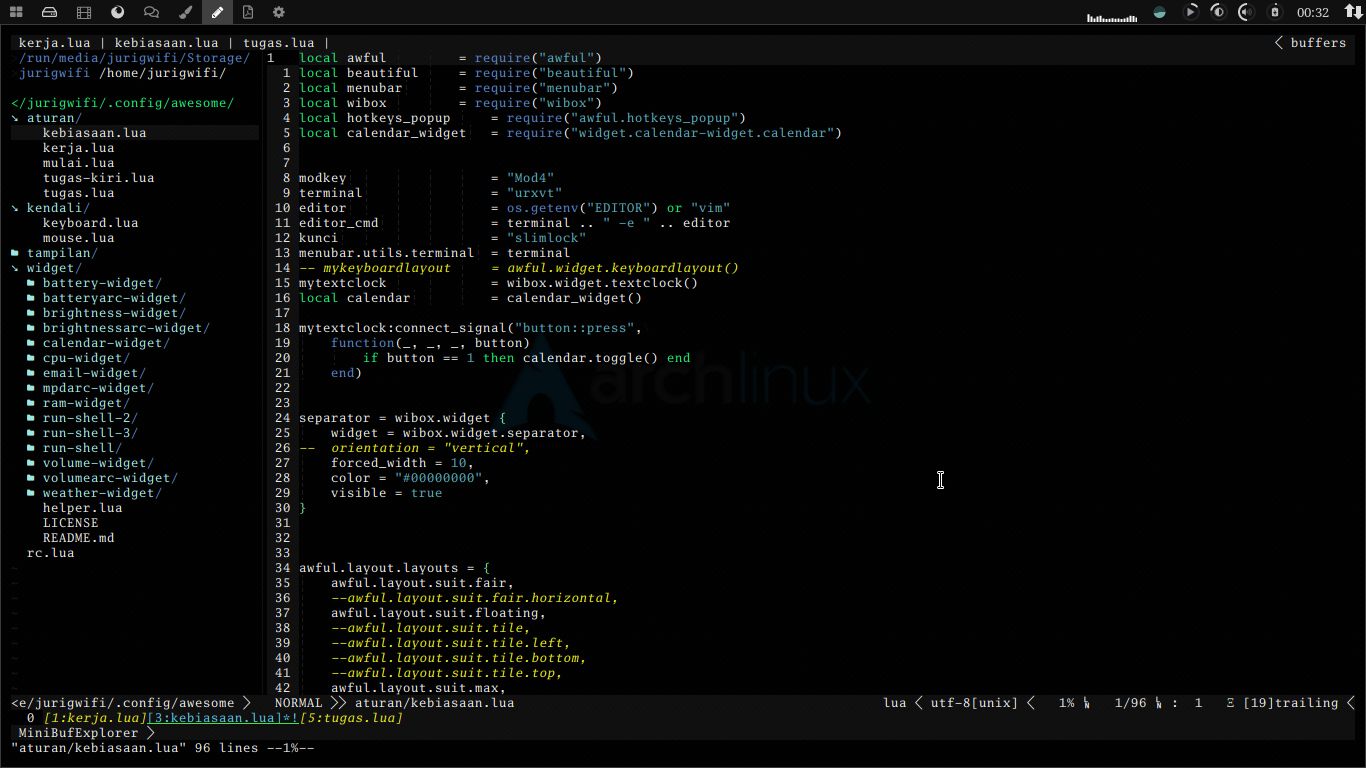 00:32
kerja.lua | kebiasaan.lua | tugas.lua |
buffers
/run/media/jurigwifi/Storage/
jurigwifi /home/jurigwifi/
</jurigwifi/.config/awesome/
aturan/
kebiasaan.lua
kerja.lua
mulai.lua
tugas-kiri.lua
tugas.lua
kendali/
keyboard.lua
mouse.lua
tampilan/
widget/
battery-widget/
batteryarc-widget/
brightness-widget/
brightnessarc-widget/
calendar-widget/
cpu-widget/
email-widget/
mpdarc-widget/
ram-widget/
run-shell-2/
run-shell-3/
run-shell/
volume-widget/
volumearc-widget/
weather-widget/
helper.lua
LICENSE
README.md
rc.lua
1 local awful = require("awful")
1 local beautiful = require("beautiful")
2 local menubar = require("menubar")
3 local wibox = require("wibox")
4 local hotkeys_popup = require("awful.hotkeys_popup")
5 local calendar_widget = require("widget.calendar-widget.calendar")
6
7
8 modkey = "Mod4"
9 terminal = "urxvt"
10 editor = os.getenv("EDITOR") or "vim"
11 editor_cmd = terminal .. " -e " .. editor
12 kunci = "slimlock"
13 menubar.utils.terminal = terminal
14 -- mykeyboardlayout = awful.widget.keyboardlayout()
15 mytextclock = wibox.widget.textclock()
16 local calendar = calendar_widget()
17
18 mytextclock:connect_signal("button::press",
19 function(_, _, _, button)
20 if button == 1 then calendar.toggle() end
21 end)
22
23
24 separator = wibox.widget {
25 widget = wibox.widget.separator,
26 -- orientation = "vertical",
27 forced_width = 10,
28 color = "#00000000",
29 visible = true
30 }
31
32
33
34 awful.layout.layouts = {
35 awful.layout.suit.fair,
36 --awful.layout.suit.fair.horizontal,
37 awful.layout.suit.floating,
38 --awful.layout.suit.tile,
39 --awful.layout.suit.tile.left,
40 --awful.layout.suit.tile.bottom,
41 --awful.layout.suit.tile.top,
42 awful.layout.suit.max,
archlinux
<e/jurigwifi/.config/awesome
NORMAL aturan/kebiasaan.lua
lua utf-8[unix] 1% 1/96 : 1 Ξ [19]trailing
0 [1:kerja.lua][3:kebiasaan.lua]*![5:tugas.lua]
MiniBufExplorer
"aturan/kebiasaan.lua" 96 lines --1%--